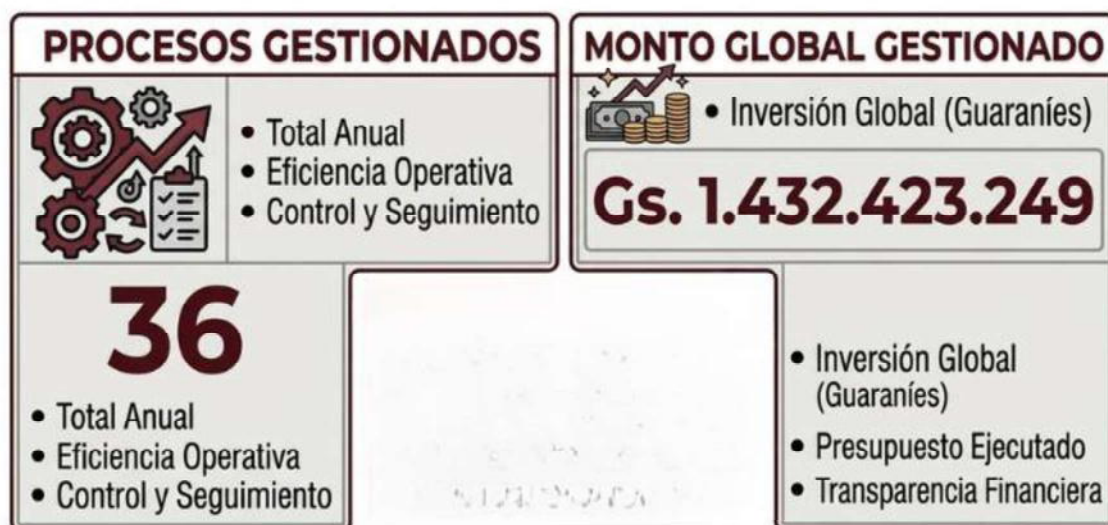 PROCESOS GESTIONADOS
• Total Anual
• Eficiencia Operativa
• Control y Seguimiento
36
• Total Anual
• Eficiencia Operativa
• Control y Seguimiento
MONTO GLOBAL GESTIONADO
• Inversión Global (Guaraníes)
Gs. 1.432.423.249
• Inversión Global
(Guaraníes)
• Presupuesto Ejecutado
• Transparencia Financiera